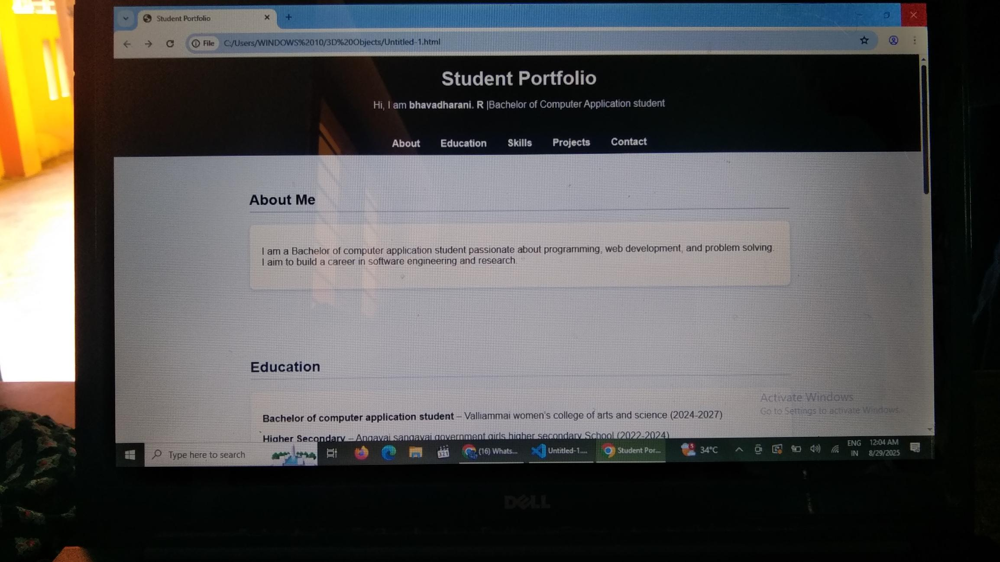 Student Portfolio
File C:/Users/WINDOWS%2010/3D%20Objects/Untitled-1.html
Student Portfolio
Hi, I am bhavadharani. R |Bachelor of Computer Application student
About Education Skills Projects Contact
About Me
I am a Bachelor of computer application student passionate about programming, web development, and problem solving.
I aim to build a career in software engineering and research.
Education
Activate Windows
Go to Settings to activate Windows.
Bachelor of computer application student – Valliammai women's college of arts and science (2024-2027)
Higher Secondary – Angavai sangavai government girls higher secondary School (2022-2024)
Type here to search
321
(16) Whats...
Untitled-1....
Student Por...
5
34°C
ENG
IN
12:04 AM
8/29/2025
DELL